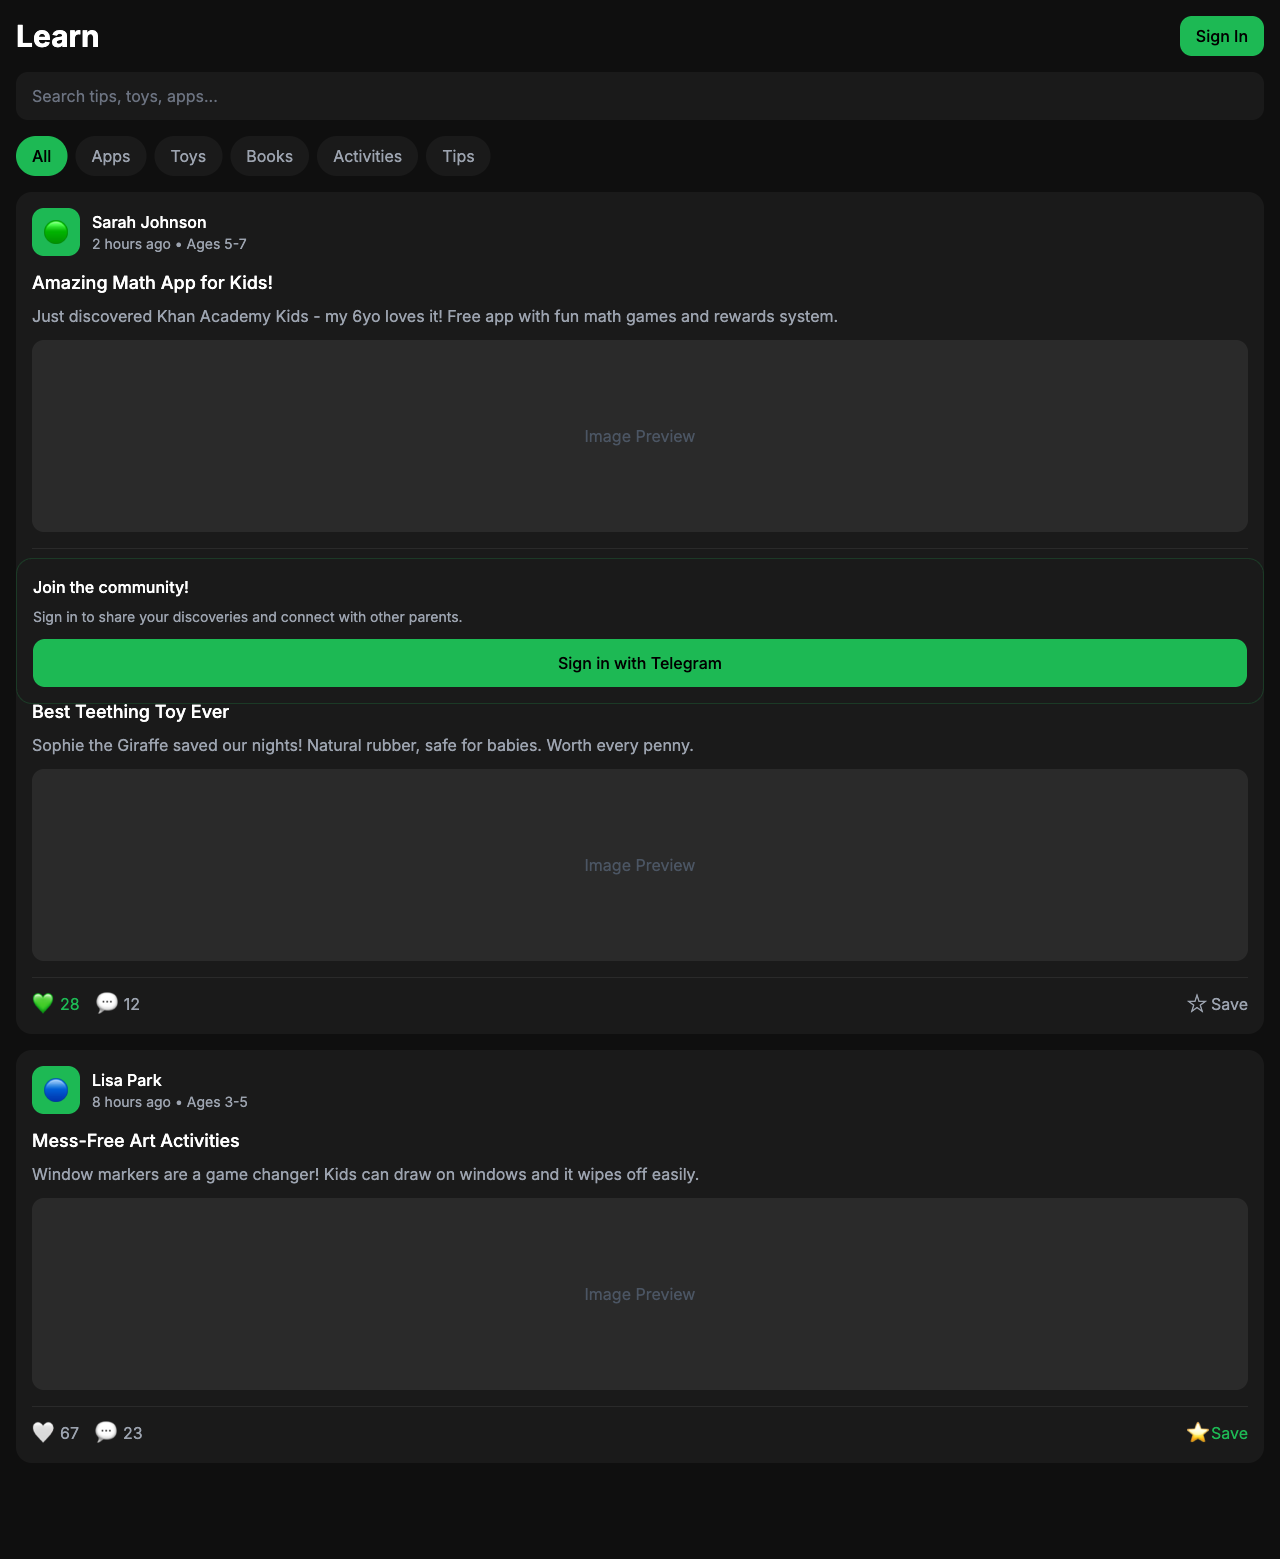 Learn
Sign In
Search tips, toys, apps...
All
Apps
Toys
Books
Activities
Tips
Sarah Johnson
2 hours ago • Ages 5-7
Amazing Math App for Kids!
Just discovered Khan Academy Kids - my 6yo loves it! Free app with fun math games and rewards system.
Image Preview
Join the community!
Sign in to share your discoveries and connect with other parents.
Sign in with Telegram
Best Teething Toy Ever
Sophie the Giraffe saved our nights! Natural rubber, safe for babies. Worth every penny.
Image Preview
28
12
Save
Lisa Park
8 hours ago • Ages 3-5
Mess-Free Art Activities
Window markers are a game changer! Kids can draw on windows and it wipes off easily.
Image Preview
67
23
Save